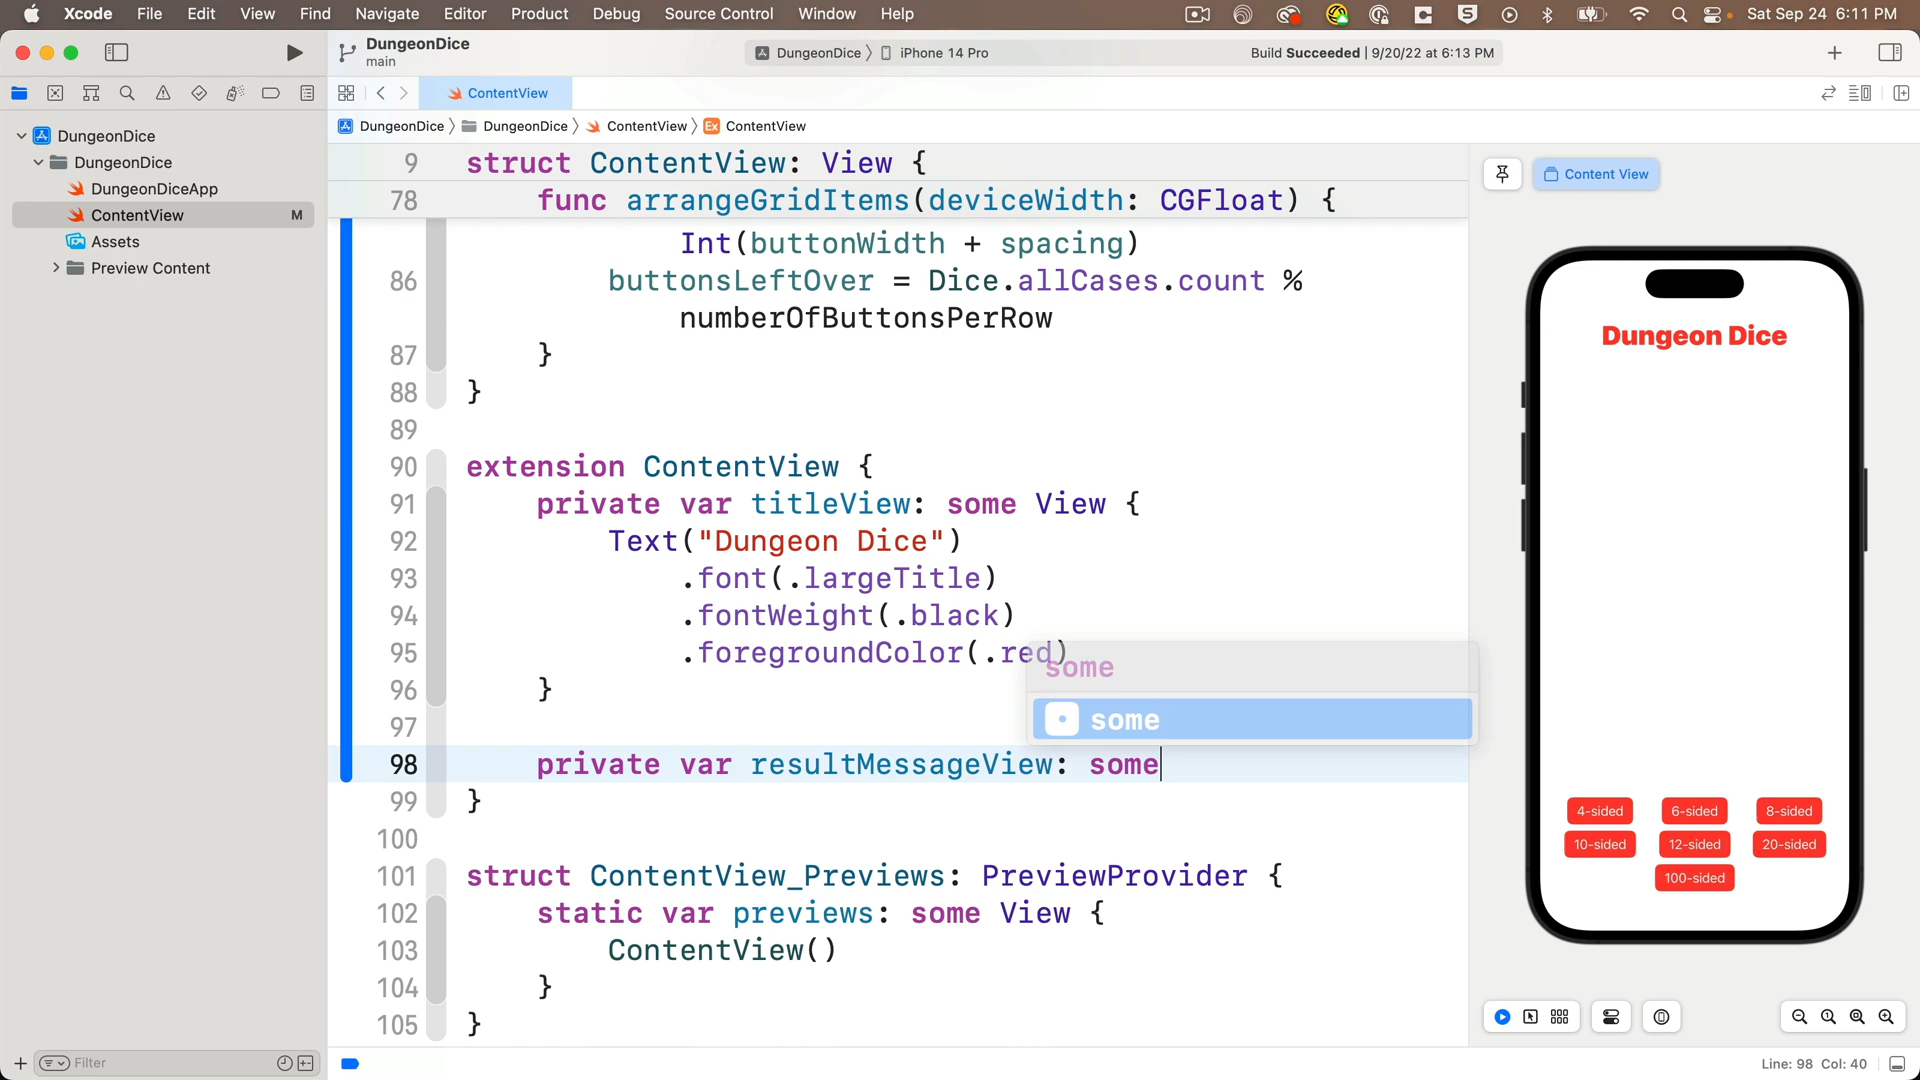 Xcode File Edit View Find Navigate Editor Product Debug Source Control Window Help Sat Sep 24 6:11 PM
DungeonDice
main
DungeonDice 〉 iPhone 14 Pro
Build Succeeded | 9/20/22 at 6:13 PM
ContentView
DungeonDice 〉 DungeonDice 〉 ContentView 〉 Ex ContentView
DungeonDice
DungeonDice
DungeonDiceApp
ContentView M
Assets
Preview Content
Filter
9 struct ContentView: View {
78 func arrangeGridItems(deviceWidth: CGFloat) {
Int(buttonWidth + spacing)
86 buttonsLeftOver = Dice.allCases.count %
numberOfButtonsPerRow
87 }
88 }
89
90 extension ContentView {
91 private var titleView: some View {
92 Text("Dungeon Dice")
93 .font(.largeTitle)
94 .fontWeight(.black)
95 .foregroundColor(.red)
some
96 }
some
97
98 private var resultMessageView: some
99 }
100
101 struct ContentView_Previews: PreviewProvider {
102 static var previews: some View {
103 ContentView()
104 }
105 }
Content View
Dungeon Dice
4-sided 6-sided 8-sided
10-sided 12-sided 20-sided
100-sided
Line: 98 Col: 40